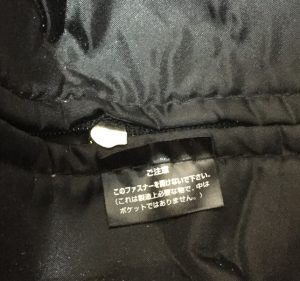 ご注意
このファスナーを開けないで下さい。
(これは製造上必要な物で、中は
ポケットではありません。)